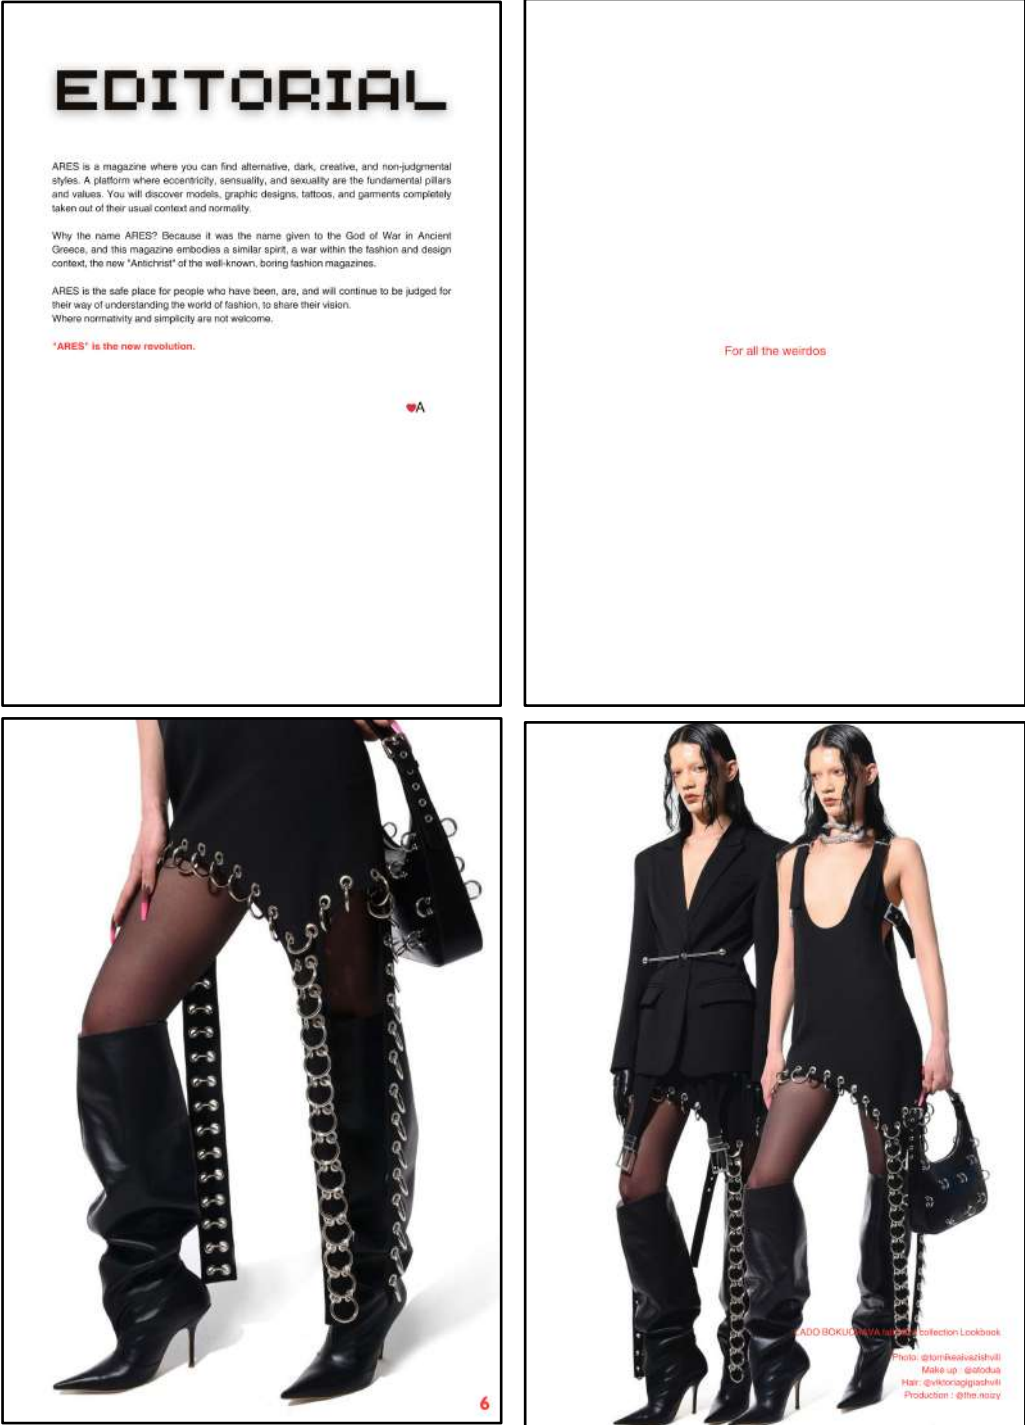 EDITORIAL
ARES is a magazine where you can find alternative, dark, creative, and non-judgmental
styles. A platform where eccentricity, sensuality, and sexuality are the fundamental pillars
and values. You will discover models, graphic designs, tattoos, and garments completely
taken out of their usual context and normality.
Why the name ARES? Because it was the name given to the God of War in Ancient
Greece, and this magazine embodies a similar spirit, a war within the fashion and design
context, the new "Antichrist" of the well-known, boring fashion magazines.
ARES is the safe place for people who have been, are, and will continue to be judged for
their way of understanding the world of fashion, to share their vision.
Where normativity and simplicity are not welcome.
"ARES" is the new revolution.
♥A
For all the weirdos
6
LADO BOKUCHAVA collection Lookbook
Photo: @tornikeaivazishvili
Make up : @atodua
Hair: @viktoriagigiashvili
Production : @the.noizy